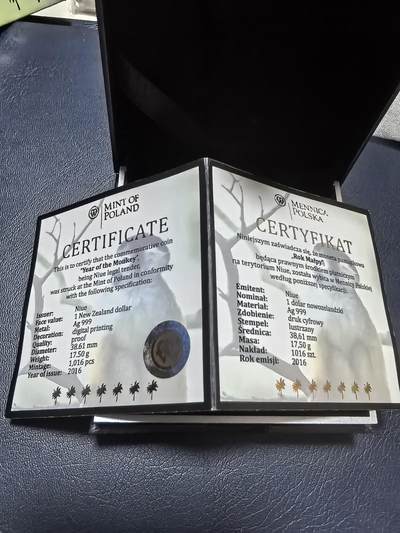 MINT OF
POLAND
CERTIFICATE
This is to certify that the commemorative coin
"Year of the Modkey",
being Niue legal tender,
was struck at the Mint of Poland in conformity
with the following specification:
Issuer: Niue
Face value: 1 New Zealand dollar
Metal: Ag 999
Decoration: digital printing
Quality: proof
Diameter: 38,61 mm
Weight: 17,50 g
Mintage: 1,016 pcs
Year of issue: 2016
MENNICA
POLSKA
CERTYFIKAT
Niniejszym zaświadcza się, że moneta pamiątkowa
„Rok Małpy",
będąca prawnym środkiem płatniczym
na terytorium Niue, została wybita w Mennicy Polskiej
według poniższej specyfikacji:
Emitent: Niue
Nominał: 1 dolar nowozelandzki
Materiał: Ag 999
Zdobienie: druk cyfrowy
Stempel: lustrzany
Średnica: 38,61 mm
Masa: 17,50 g
Nakład: 1016 szt.
Rok emisji: 2016